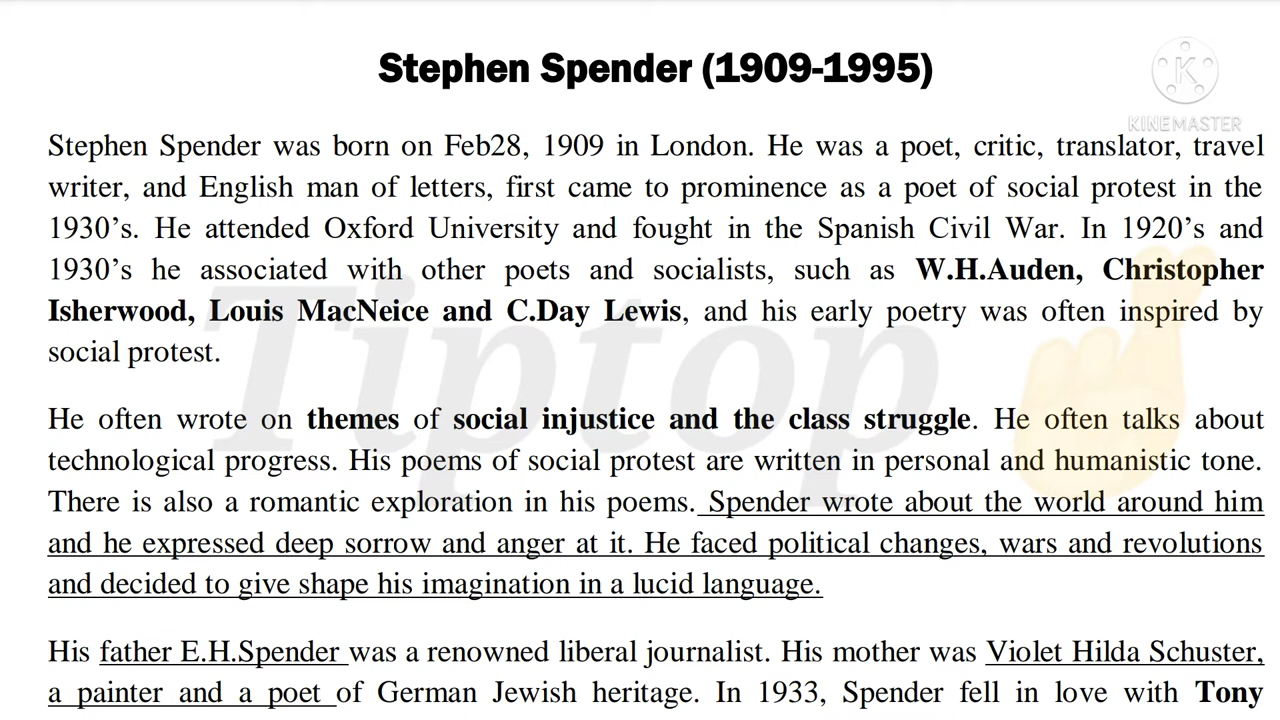 Stephen Spender (1909-1995)
KINEMASTER
Stephen Spender was born on Feb28, 1909 in London. He was a poet, critic, translator, travel
writer, and English man of letters, first came to prominence as a poet of social protest in the
1930’s. He attended Oxford University and fought in the Spanish Civil War. In 1920’s and
1930’s he associated with other poets and socialists, such as W.H.Auden, Christopher
Isherwood, Louis MacNeice and C.Day Lewis, and his early poetry was often inspired by
social protest.
Tiptop
He often wrote on themes of social injustice and the class struggle. He often talks about
technological progress. His poems of social protest are written in personal and humanistic tone.
There is also a romantic exploration in his poems. Spender wrote about the world around him
and he expressed deep sorrow and anger at it. He faced political changes, wars and revolutions
and decided to give shape his imagination in a lucid language.
His father E.H.Spender was a renowned liberal journalist. His mother was Violet Hilda Schuster,
a painter and a poet of German Jewish heritage. In 1933, Spender fell in love with Tony